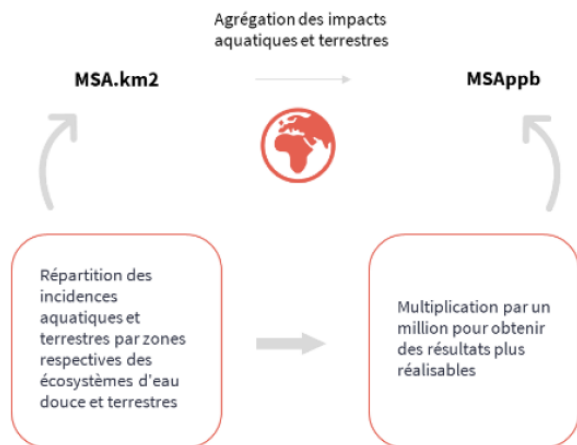 Agrégation des impacts
aquatiques et terrestres
MSA.km2
MSAppb
Répartition des
incidences
aquatiques et
terrestres par zones
respectives des
écosystèmes d'eau
douce et terrestres
Multiplication par un
million pour obtenir
des résultats plus
réalisables